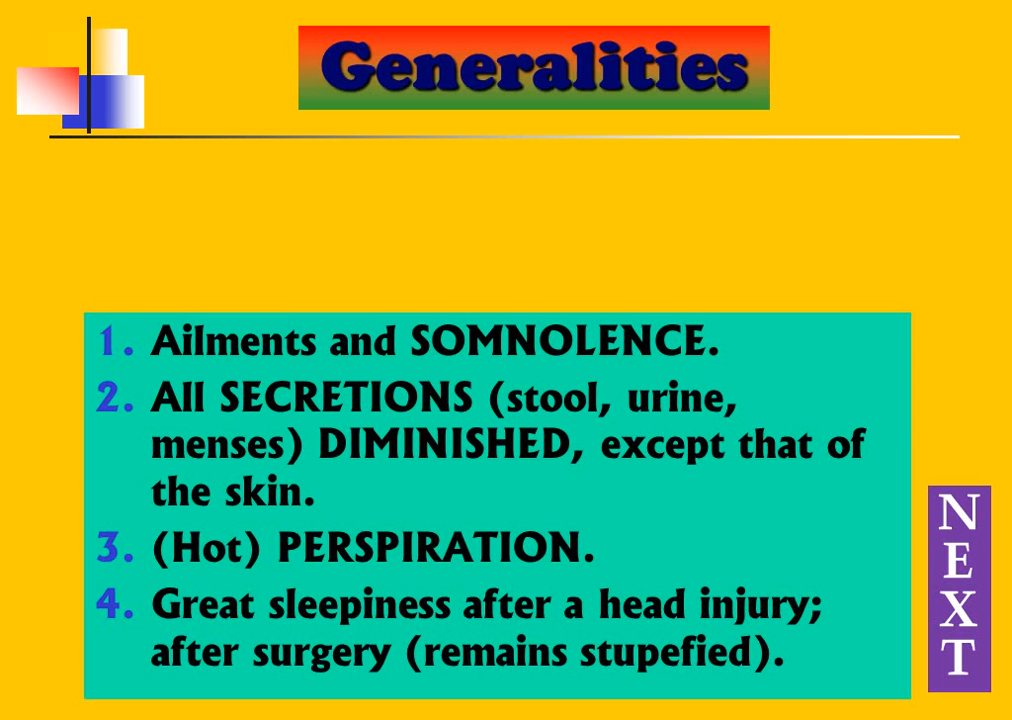 Generalities
1. Ailments and SOMNOLENCE.
2. All SECRETIONS (stool, urine,
menses) DIMINISHED, except that of
the skin.
3. (Hot) PERSPIRATION.
4. Great sleepiness after a head injury;
after surgery (remains stupefied).
NEXT